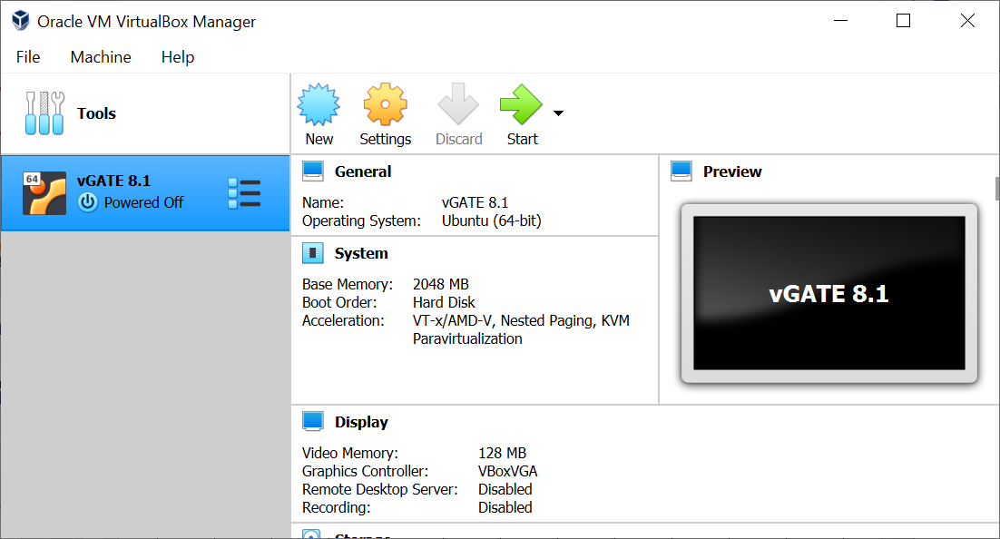 Oracle VM VirtualBox Manager
File Machine Help
Tools
New Settings Discard Start
64
vGATE 8.1
Powered Off
General
Name: vGATE 8.1
Operating System: Ubuntu (64-bit)
System
Base Memory: 2048 MB
Boot Order: Hard Disk
Acceleration: VT-x/AMD-V, Nested Paging, KVM
Paravirtualization
Preview
vGATE 8.1
Display
Video Memory: 128 MB
Graphics Controller: VBoxVGA
Remote Desktop Server: Disabled
Recording: Disabled
Storage